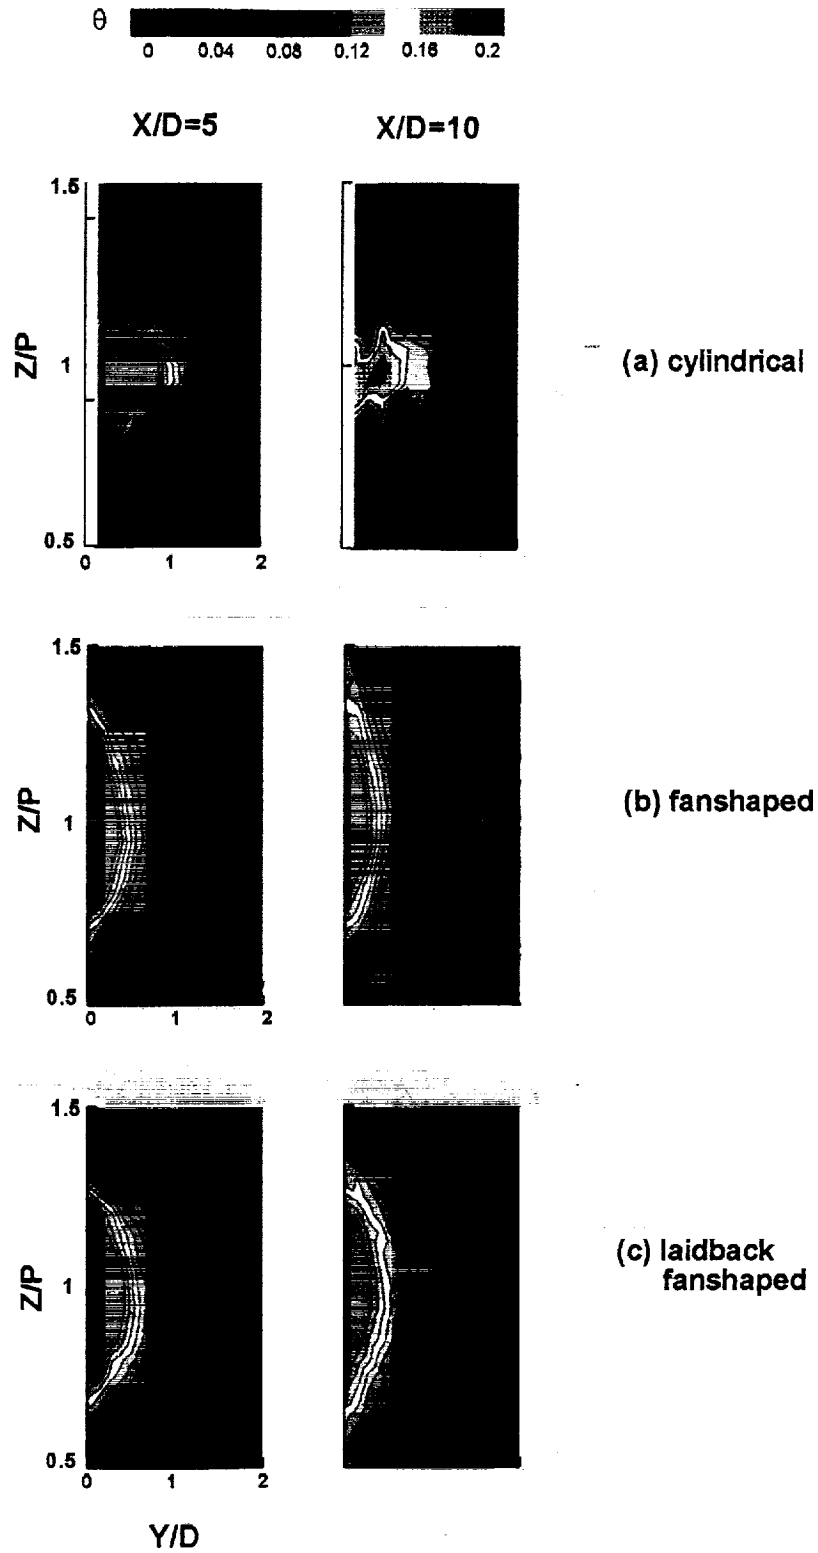 θ
0 0.04 0.08 0.12 0.16 0.2
X/D=5 X/D=10
1.5
Z/P
1
0.5
0 1 2
(a) cylindrical
1.5
Z/P
1
0.5
0 1 2
(b) fanshaped
1.5
Z/P
1
0.5
0 1 2
(c) laidback
fanshaped
Y/D